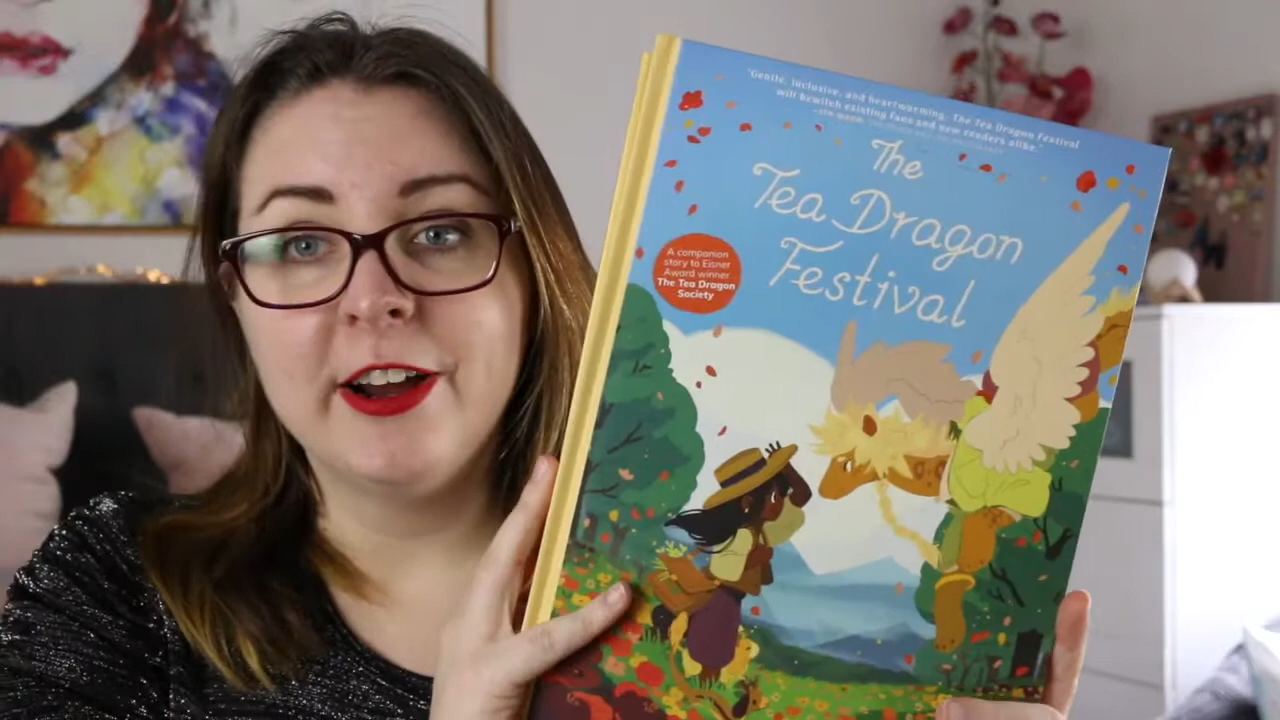 "Gentle, inclusive, and heartwarming, The Tea Dragon Festival
will bewitch existing fans and new readers alike."
The
Tea Dragon
Festival
A companion
story to Eisner
Award winner
The Tea Dragon
Society